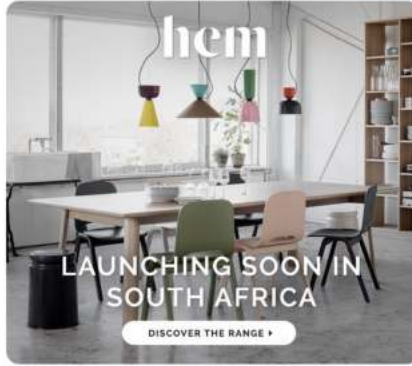 hem
LAUNCHING SOON IN
SOUTH AFRICA
DISCOVER THE RANGE